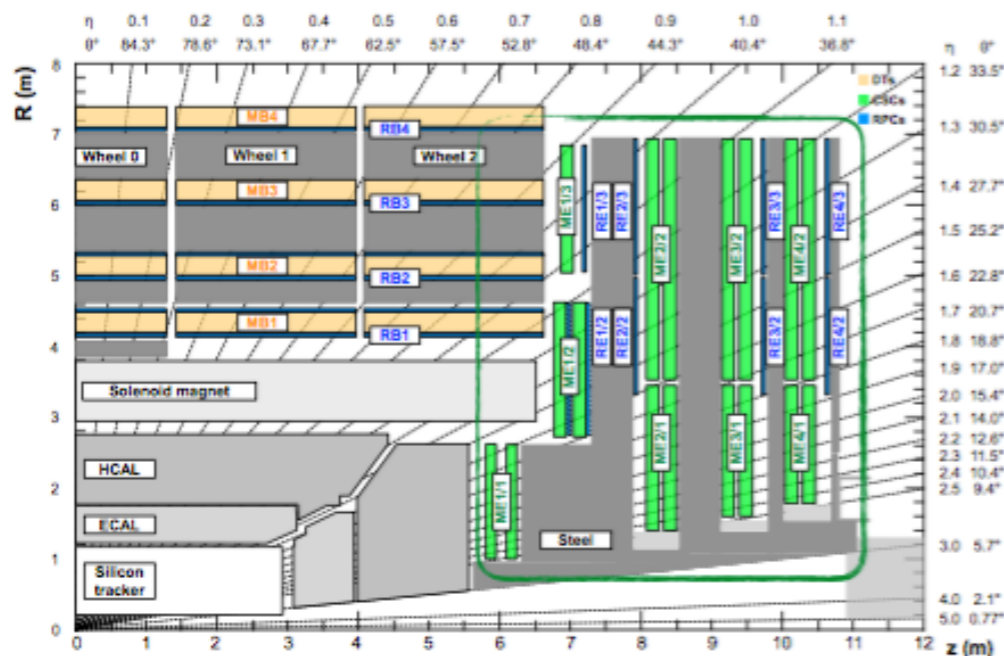 η 0.1 0.2 0.3 0.4 0.5 0.6 0.7 0.8 0.9 1.0 1.1
θ° 84.3° 78.6° 73.1° 67.7° 62.5° 57.5° 52.8° 48.4° 44.3° 40.4° 36.8° η θ°
8 1.2 33.5°
R (m)
DTs
CSCs
RPCs
MB4
RB4
7 1.3 30.5°
Wheel 0 Wheel 1 Wheel 2
MB3
RB3
6 1.4 27.7°
ME1/3 RE1/3 RE2/3 ME2/2 ME3/2 RE3/3 ME4/2 RE4/3
1.5 25.2°
MB2
RB2
5 1.6 22.8°
MB1
RB1
1.7 20.7°
ME1/2 RE1/2 RE2/2 RE3/2 RE4/2
4 1.8 18.8°
Solenoid magnet
1.9 17.0°
3 2.0 15.4°
2.1 14.0°
2.2 12.6°
ME2/1 ME3/1 ME4/1
HCAL
2.3 11.5°
2.4 10.4°
2 2.5 9.4°
ME1/1
ECAL
Steel
1 3.0 5.7°
Silicon
tracker
4.0 2.1°
0 5.0 0.77°
0 1 2 3 4 5 6 7 8 9 10 11 12
z (m)